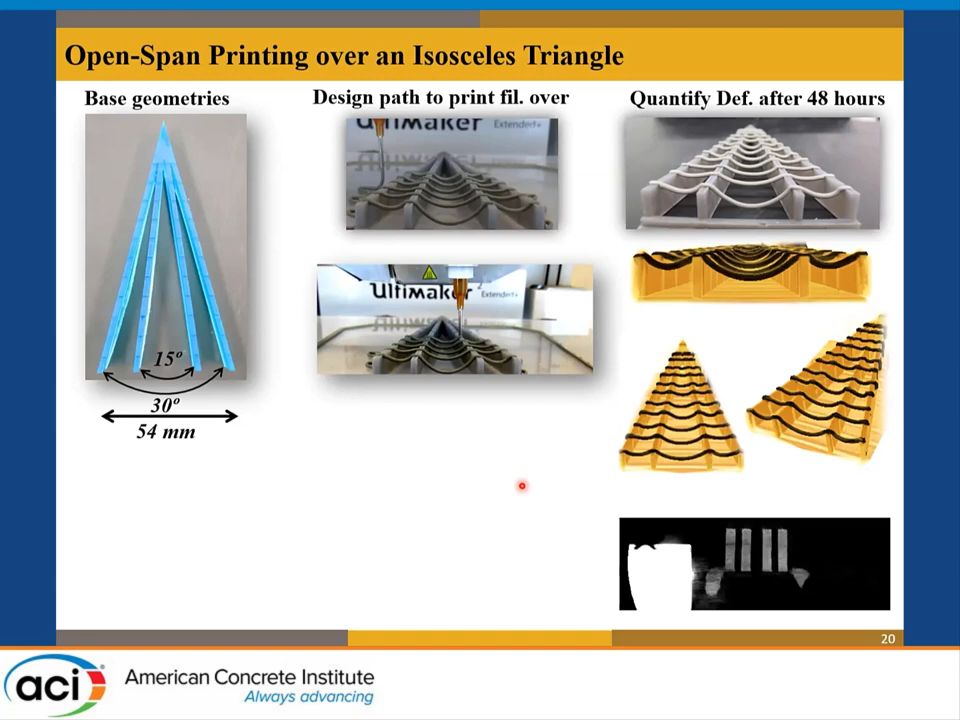 Open-Span Printing over an Isosceles Triangle
Base geometries
Design path to print fil. over
Quantify Def. after 48 hours
Ultimaker Extended+
Ultimaker Extended+
15º
30º
54 mm
20
aci
®
American Concrete Institute
Always advancing